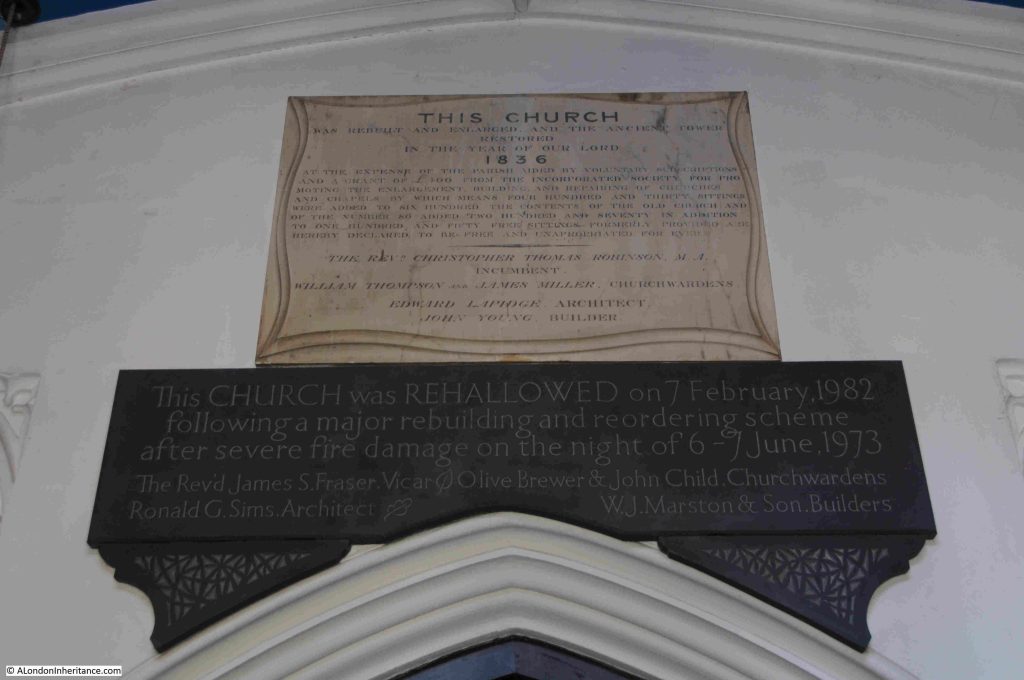 THIS CHURCH
WAS REBUILT AND ENLARGED, AND THE ANCIENT TOWER
RESTORED
IN THE YEAR OF OUR LORD
1836
AT THE EXPENSE OF THE PARISH AIDED BY VOLUNTARY SUBSCRIPTIONS
AND A GRANT OF FROM THE INCORPORATED SOCIETY FOR PRO
MOTING THE ENLARGEMENT, BUILDING, AND REPAIRING OF CHURCHES
AND CHAPELS, BY WHICH MEANS FOUR HUNDRED AND THIRTY SITTINGS
WERE ADDED TO SIX HUNDRED THE CONTENTS OF THE OLD CHURCH AND
OF THE NUMBER SO ADDED TWO HUNDRED AND SEVENTY IN ADDITION
TO ONE HUNDRED AND FIFTY FREE SITTINGS FORMERLY PROVIDED ARE
HEREBY DECLARED TO BE FREE AND UNAPROPRIATED FOR EVER
THE REVD CHRISTOPHER THOMAS ROBINSON, M.A.
INCUMBENT.
WILLIAM THOMPSON AND JAMES MILLER, CHURCHWARDENS.
EDWARD LAPIDGE, ARCHITECT.
JOHN YOUNG, BUILDER.
This CHURCH was REHALLOWED on 7 February, 1982
following a major rebuilding and reordering scheme
after severe fire damage on the night of 6-7 June, 1973
The Revd James S. Fraser. Vicar Olive Brewer & John Child. Churchwardens
Ronald G. Sims. Architect W.J. Marston & Son. Builders
© ALondonInheritance.com